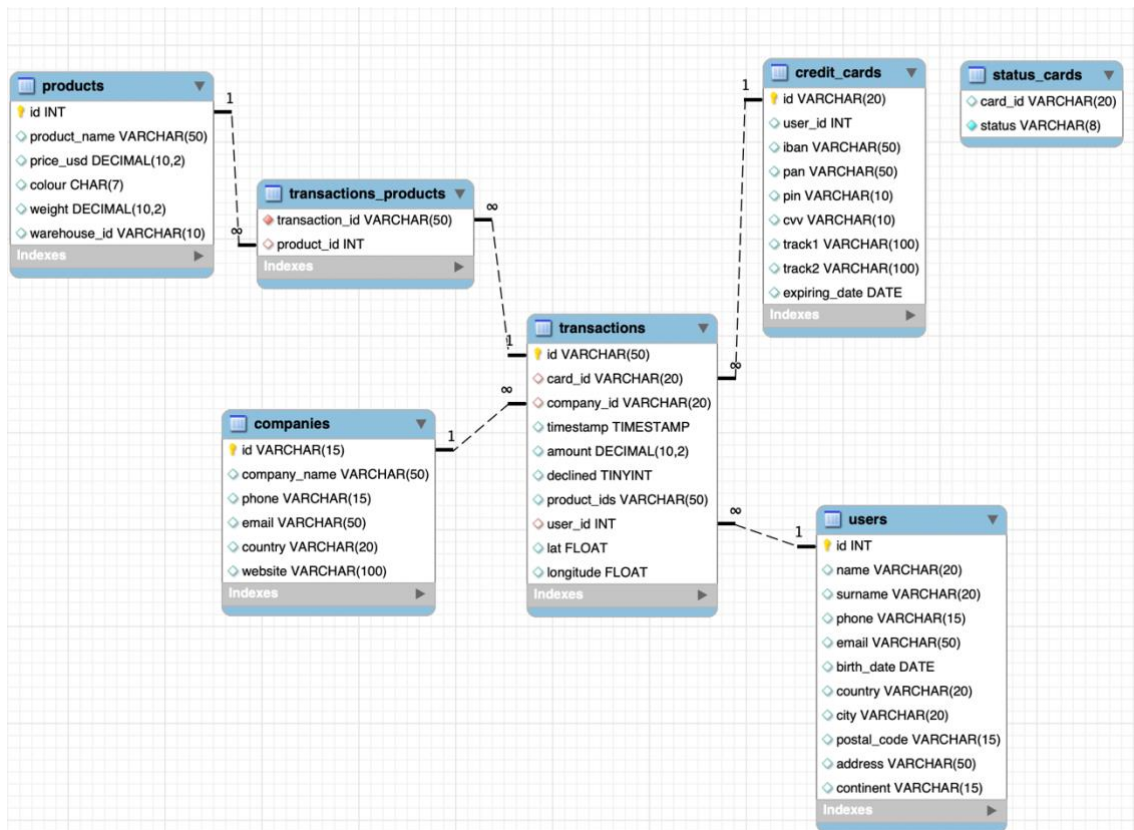 products
id INT
product_name VARCHAR(50)
price_usd DECIMAL(10,2)
colour CHAR(7)
weight DECIMAL(10,2)
warehouse_id VARCHAR(10)
Indexes
1
∞
transactions_products
transaction_id VARCHAR(50)
product_id INT
Indexes
∞
1
credit_cards
id VARCHAR(20)
user_id INT
iban VARCHAR(50)
pan VARCHAR(50)
pin VARCHAR(10)
cvv VARCHAR(10)
track1 VARCHAR(100)
track2 VARCHAR(100)
expiring_date DATE
Indexes
1
∞
status_cards
card_id VARCHAR(20)
status VARCHAR(8)
transactions
id VARCHAR(50)
card_id VARCHAR(20)
company_id VARCHAR(20)
timestamp TIMESTAMP
amount DECIMAL(10,2)
declined TINYINT
product_ids VARCHAR(50)
user_id INT
lat FLOAT
longitude FLOAT
Indexes
∞
1
companies
id VARCHAR(15)
company_name VARCHAR(50)
phone VARCHAR(15)
email VARCHAR(50)
country VARCHAR(20)
website VARCHAR(100)
Indexes
∞
1
users
id INT
name VARCHAR(20)
surname VARCHAR(20)
phone VARCHAR(15)
email VARCHAR(50)
birth_date DATE
country VARCHAR(20)
city VARCHAR(20)
postal_code VARCHAR(15)
address VARCHAR(50)
continent VARCHAR(15)
Indexes